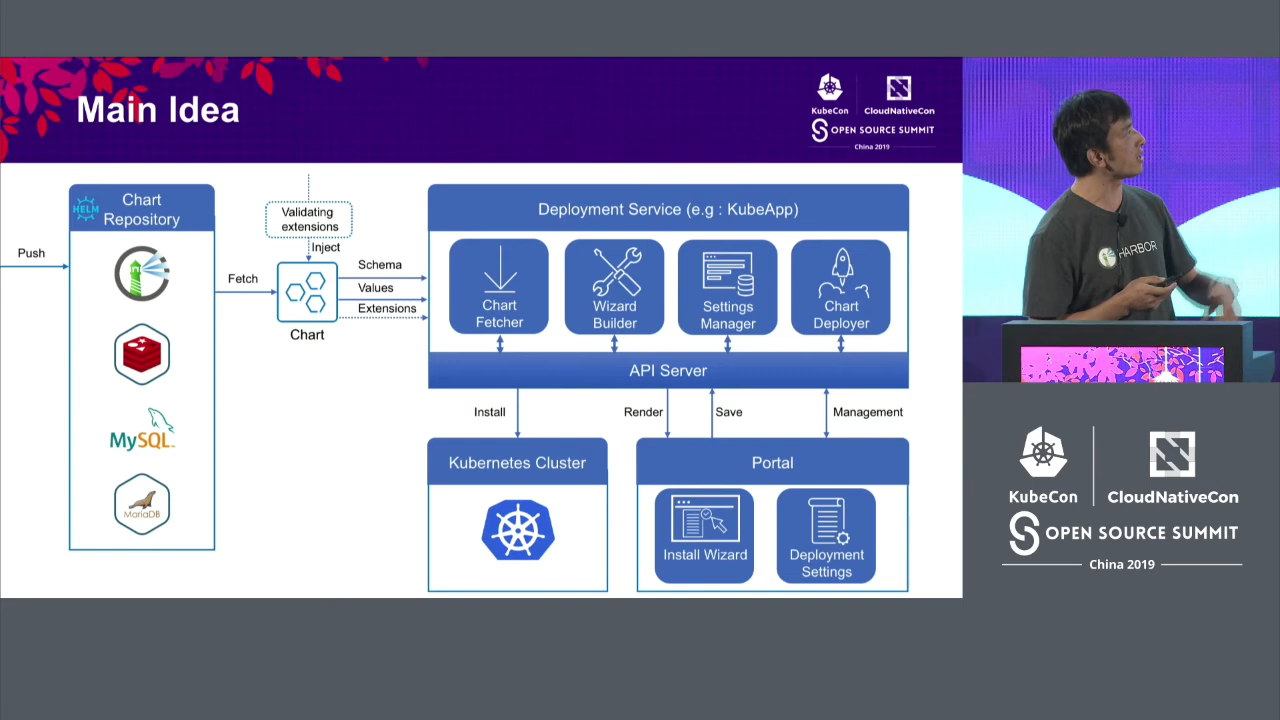 Main Idea
KubeCon
CloudNativeCon
OPEN SOURCE SUMMIT
China 2019
HELM
Chart
Repository
Push
MySQL
MariaDB
Fetch
Validating
extensions
Inject
Chart
Schema
Values
Extensions
Deployment Service (e.g : KubeApp)
Chart
Fetcher
Wizard
Builder
Settings
Manager
Chart
Deployer
API Server
Install
Render
Save
Management
Kubernetes Cluster
Portal
Install Wizard
Deployment
Settings
HARBOR
KubeCon
CloudNativeCon
OPEN SOURCE SUMMIT
China 2019